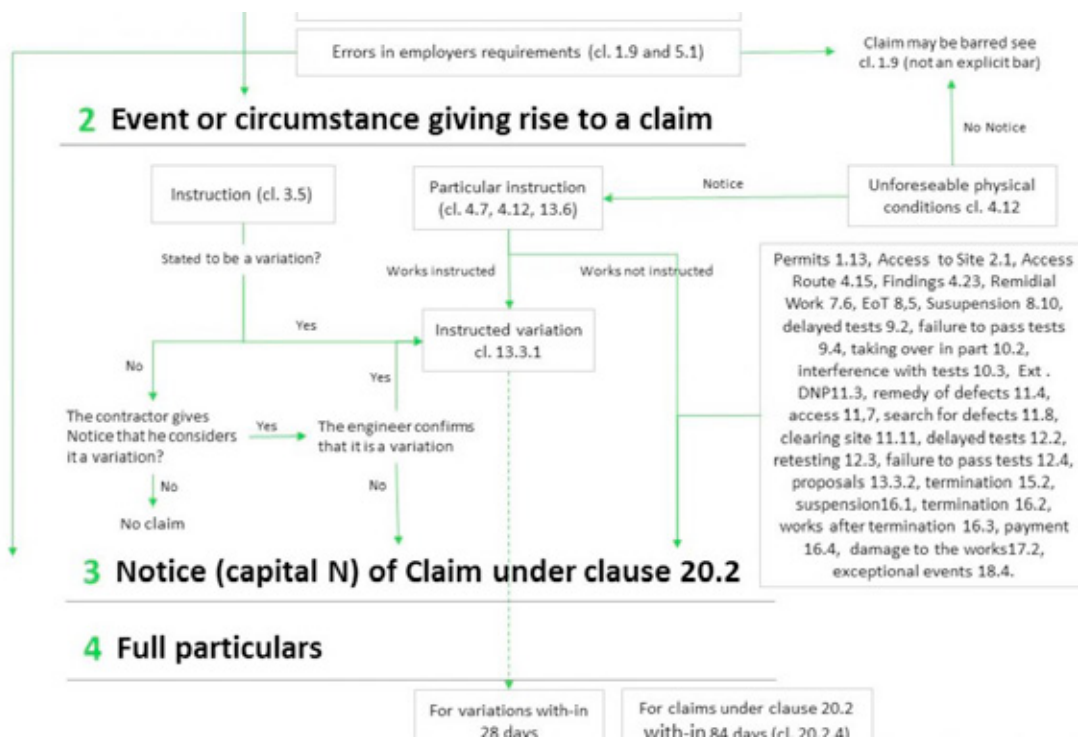 Errors in employers requirements (cl. 1.9 and 5.1)
Claim may be barred see
cl. 1.9 (not an explicit bar)
2 Event or circumstance giving rise to a claim
No Notice
Instruction (cl. 3.5)
Particular instruction
(cl. 4.7, 4.12, 13.6)
Notice
Unforeseable physical
conditions cl. 4.12
Stated to be a variation?
Works instructed
Works not instructed
Permits 1.13, Access to Site 2.1, Access
Route 4.15, Findings 4.23, Remidial
Work 7.6, EoT 8,5, Susupension 8.10,
delayed tests 9.2, failure to pass tests
9.4, taking over in part 10.2,
interference with tests 10.3, Ext .
DNP11.3, remedy of defects 11.4,
access 11,7, search for defects 11.8,
clearing site 11.11, delayed tests 12.2,
retesting 12.3, failure to pass tests 12.4,
proposals 13.3.2, termination 15.2,
suspension16.1, termination 16.2,
works after termination 16.3, payment
16.4, damage to the works17.2,
exceptional events 18.4.
Yes
Instructed variation
cl. 13.3.1
No
Yes
The contractor gives
Notice that he considers
it a variation?
Yes
The engineer confirms
that it is a variation
No
No
No claim
3 Notice (capital N) of Claim under clause 20.2
4 Full particulars
For variations with-in
28 days
For claims under clause 20.2
with-in 84 days (cl. 20.2.4)